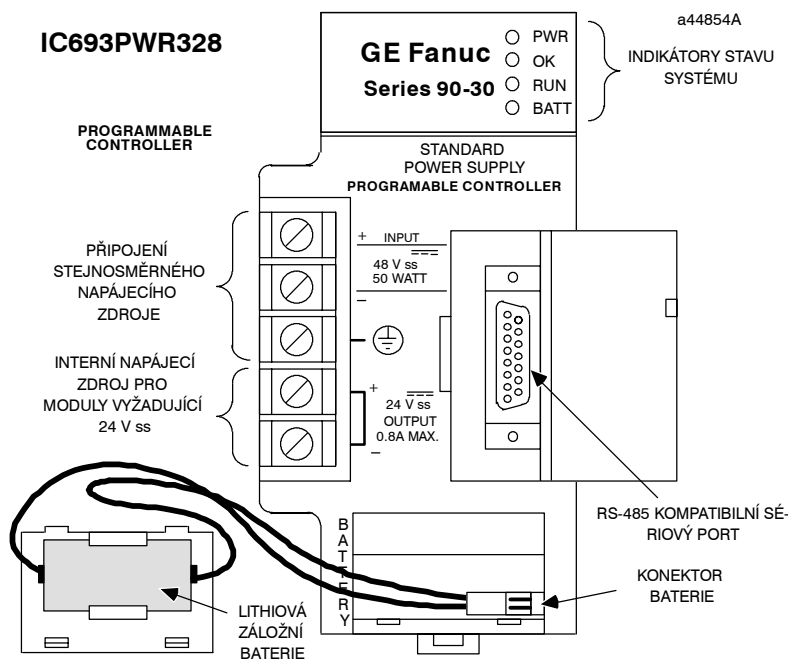 IC693PWR328
a44854A
GE Fanuc
Series 90-30
PWR
OK
RUN
BATT
INDIKÁTORY STAVU
SYSTÉMU
PROGRAMMABLE
CONTROLLER
STANDARD
POWER SUPPLY
PROGRAMABLE CONTROLLER
PŘIPOJENÍ
STEJNOSMĚRNÉHO
NAPÁJECÍHO
ZDROJE
+ INPUT
48 V ss
50 WATT
–
INTERNÍ NAPÁJECÍ
ZDROJ PRO
MODULY VYŽADUJÍCÍ
24 V ss
+
24 V ss
OUTPUT
0.8A MAX.
–
RS-485 KOMPATIBILNÍ SÉ-
RIOVÝ PORT
BATTERY
KONEKTOR
BATERIE
LITHIOVÁ
ZÁLOŽNÍ
BATERIE